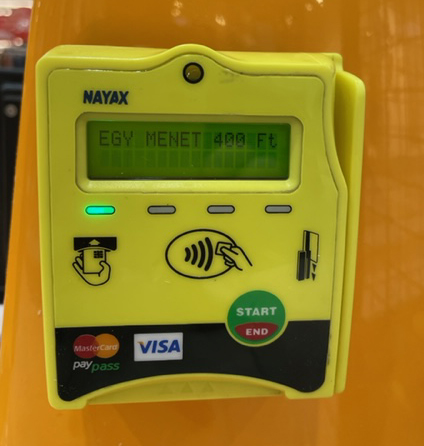 NAYAX
EGY MENET 400 Ft
START
END
MasterCard
paypass
VISA